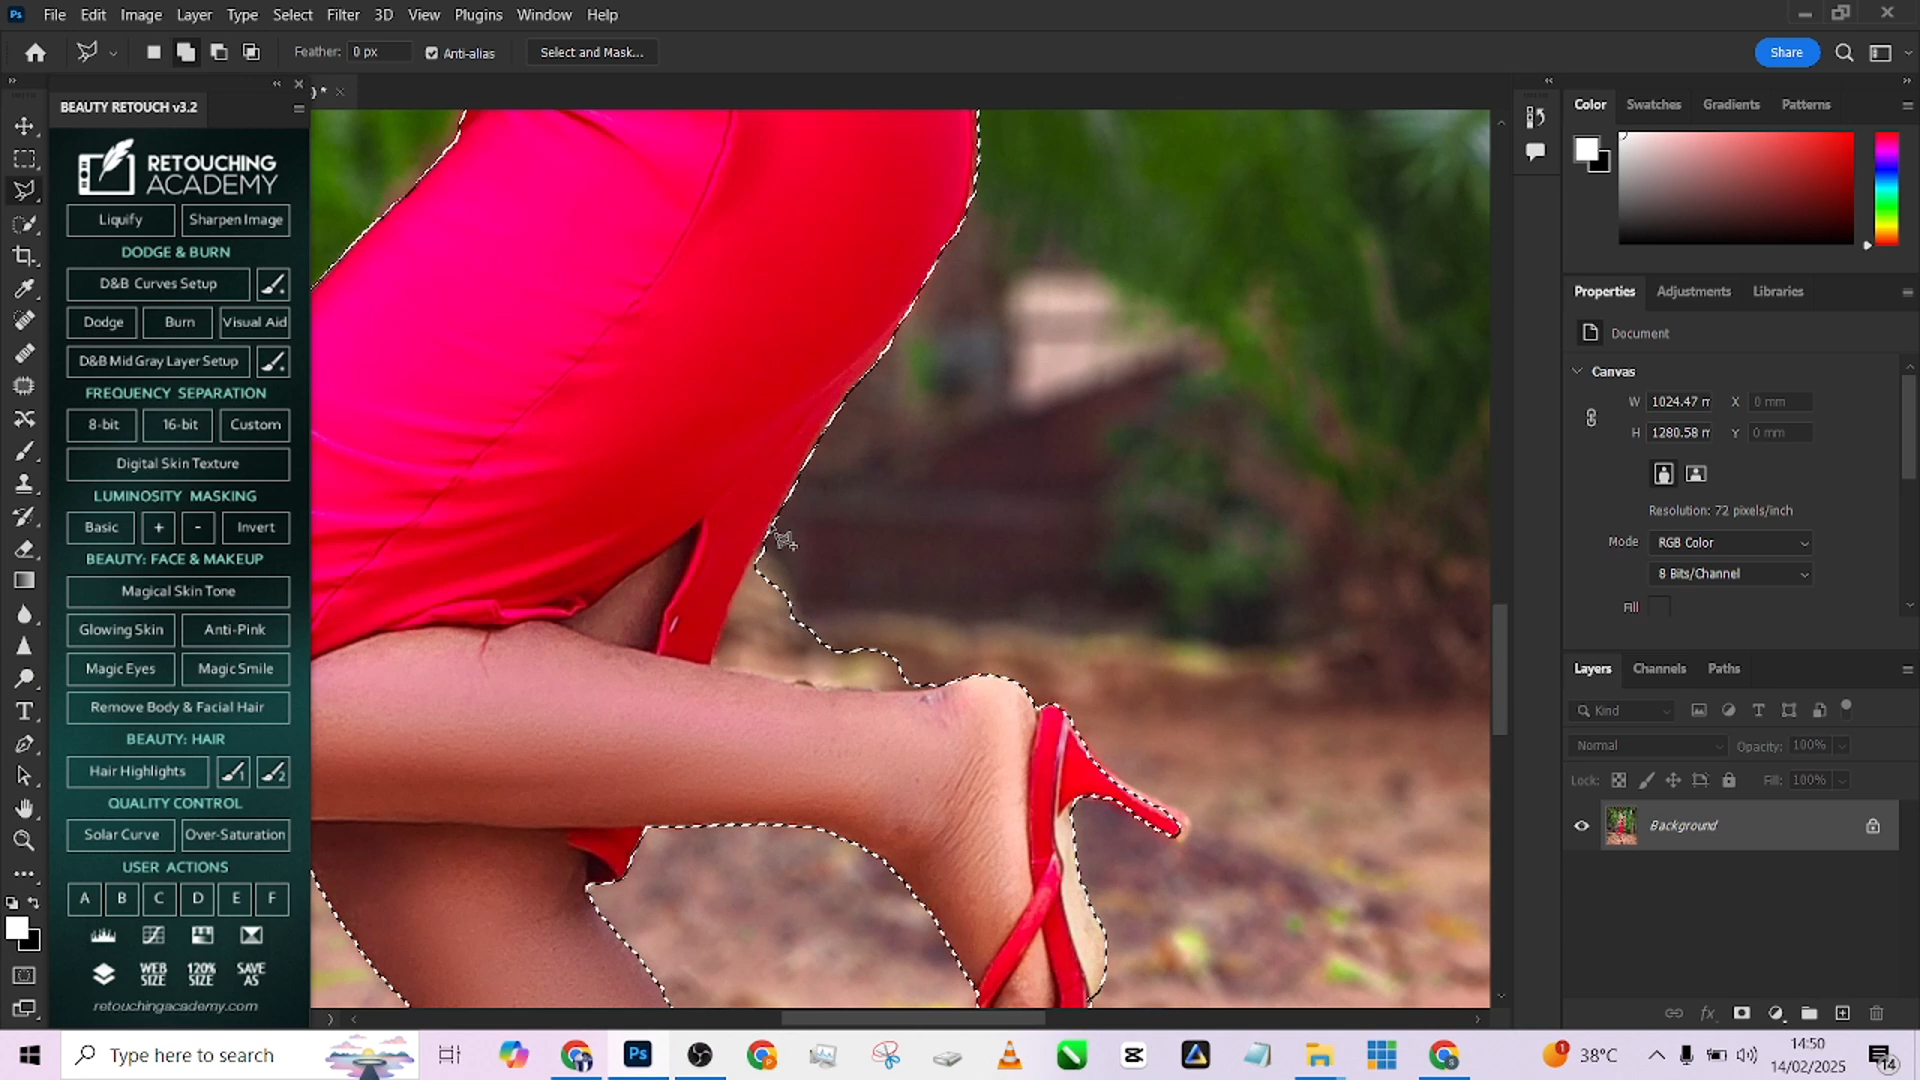 Ps File Edit Image Layer Type Select Filter 3D View Plugins Window Help
Feather: 0 px Anti-alias Select and Mask... Share
BEAUTY RETOUCH v3.2
RETOUCHING
ACADEMY
Liquify Sharpen Image
DODGE & BURN
D&B Curves Setup
Dodge Burn Visual Aid
D&B Mid Gray Layer Setup
FREQUENCY SEPARATION
8-bit 16-bit Custom
Digital Skin Texture
LUMINOSITY MASKING
Basic + - Invert
BEAUTY: FACE & MAKEUP
Magical Skin Tone
Glowing Skin Anti-Pink
Magic Eyes Magic Smile
Remove Body & Facial Hair
BEAUTY: HAIR
Hair Highlights 1 2
QUALITY CONTROL
Solar Curve Over-Saturation
USER ACTIONS
A B C D E F
WEB SIZE 120% SIZE SAVE AS
retouchingacademy.com
Color Swatches Gradients Patterns
Properties Adjustments Libraries
Document
Canvas
W 1024.47 m X 0 mm
H 1280.58 m Y 0 mm
Resolution: 72 pixels/inch
Mode RGB Color
8 Bits/Channel
Fill
Layers Channels Paths
Kind
Normal Opacity: 100%
Lock: Fill: 100%
Background
Type here to search
Ps
1 38°C
14:50
14/02/2025
14